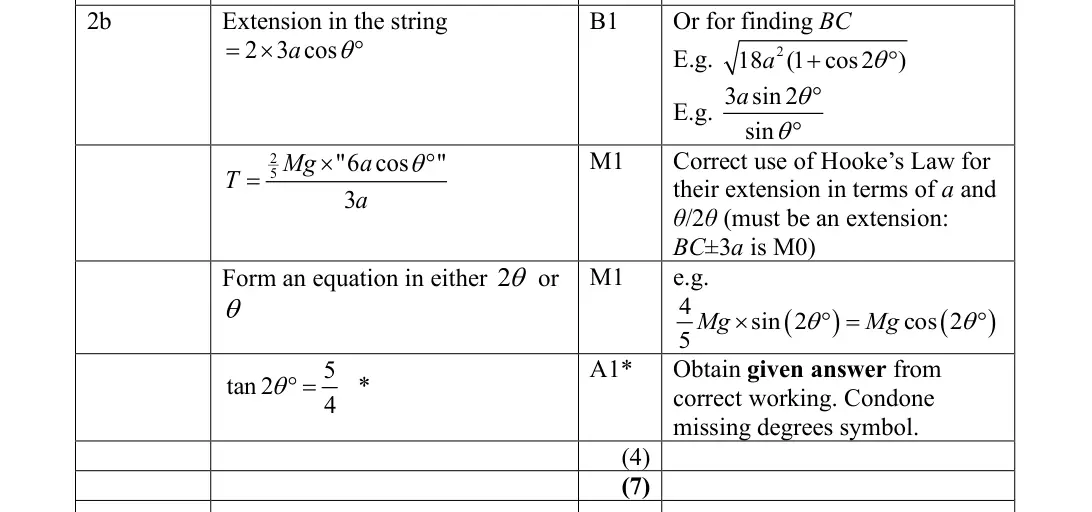 2b
Extension in the string
= 2 × 3a cos θ°
B1
Or for finding BC
E.g. √(18a²(1 + cos 2θ°))
E.g. (3a sin 2θ°)/(sin θ°)
T = (2/5 Mg × "6a cos θ°")/(3a)
M1
Correct use of Hooke's Law for
their extension in terms of a and
θ/2θ (must be an extension:
BC±3a is M0)
Form an equation in either 2θ or
θ
M1
e.g.
4/5 Mg × sin(2θ°) = Mg cos(2θ°)
tan 2θ° = 5/4 *
A1*
Obtain given answer from
correct working. Condone
missing degrees symbol.
(4)
(7)